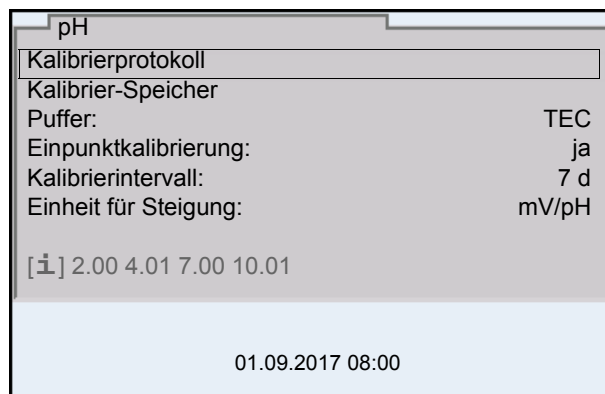 pH
Kalibrierprotokoll
Kalibrier-Speicher
Puffer: TEC
Einpunktkalibrierung: ja
Kalibrierintervall: 7 d
Einheit für Steigung: mV/pH
[i] 2.00 4.01 7.00 10.01
01.09.2017 08:00